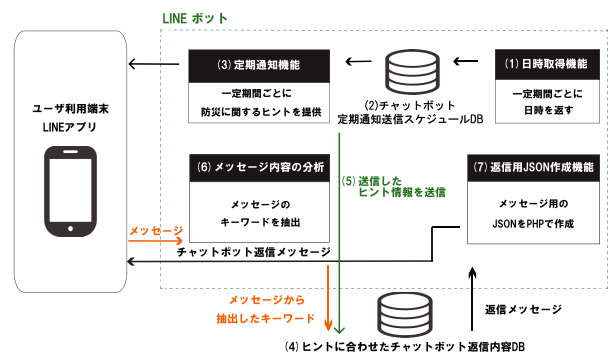 LINE ボット
(3) 定期通知機能
一定期間ごとに
防災に関するヒントを提供
(2)チャットボット
定期通知送信スケジュールDB
(1) 日時取得機能
一定期間ごとに
日時を返す
ユーザ利用端末
LINEアプリ
(6) メッセージ内容の分析
メッセージの
キーワードを抽出
(5) 送信した
ヒント情報を送信
(7) 返信用JSON作成機能
メッセージ用の
JSONをPHPで作成
メッセージ
チャットボット返信メッセージ
メッセージから
抽出したキーワード
返信メッセージ
(4) ヒントに合わせたチャットボット返信内容DB